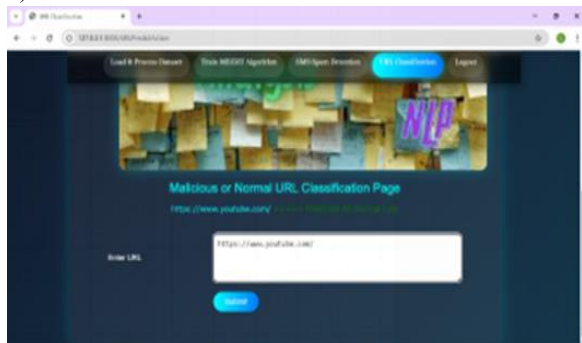 Load & Process Dataset
Train MBERT Algorithm
SMS Spam Detection
URL Classification
Logout
NLP
Malicious or Normal URL Classification Page
https://www.youtube.com/
Enter URL
https://www.youtube.com/
Submit